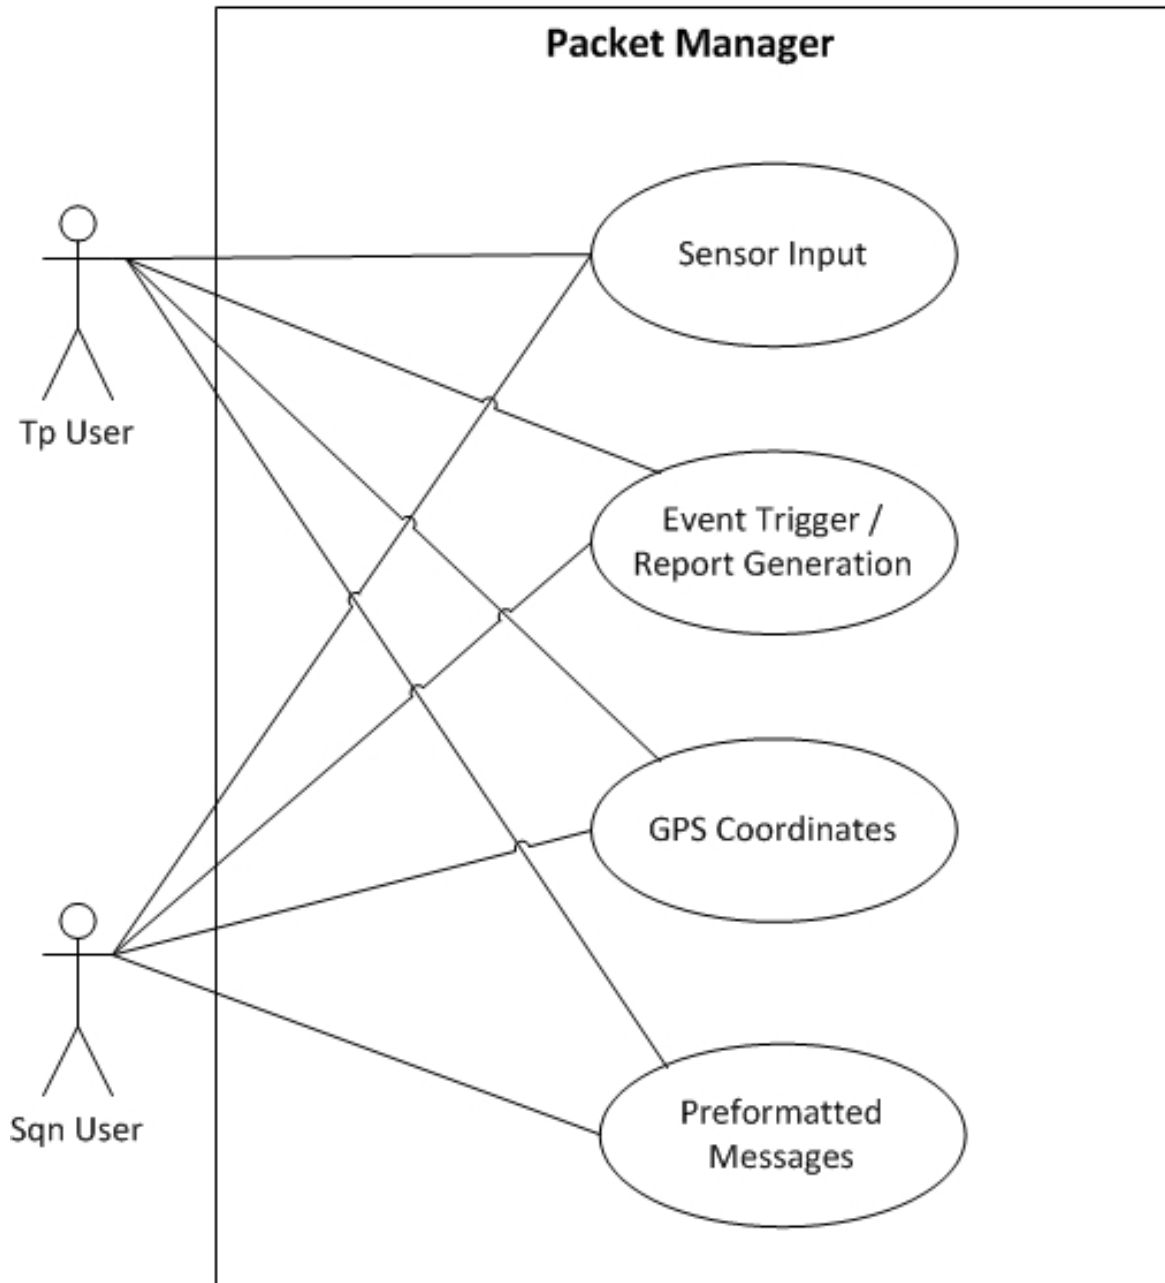 Packet Manager
Sensor Input
Tp User
Event Trigger /
Report Generation
GPS Coordinates
Sqn User
Preformatted
Messages